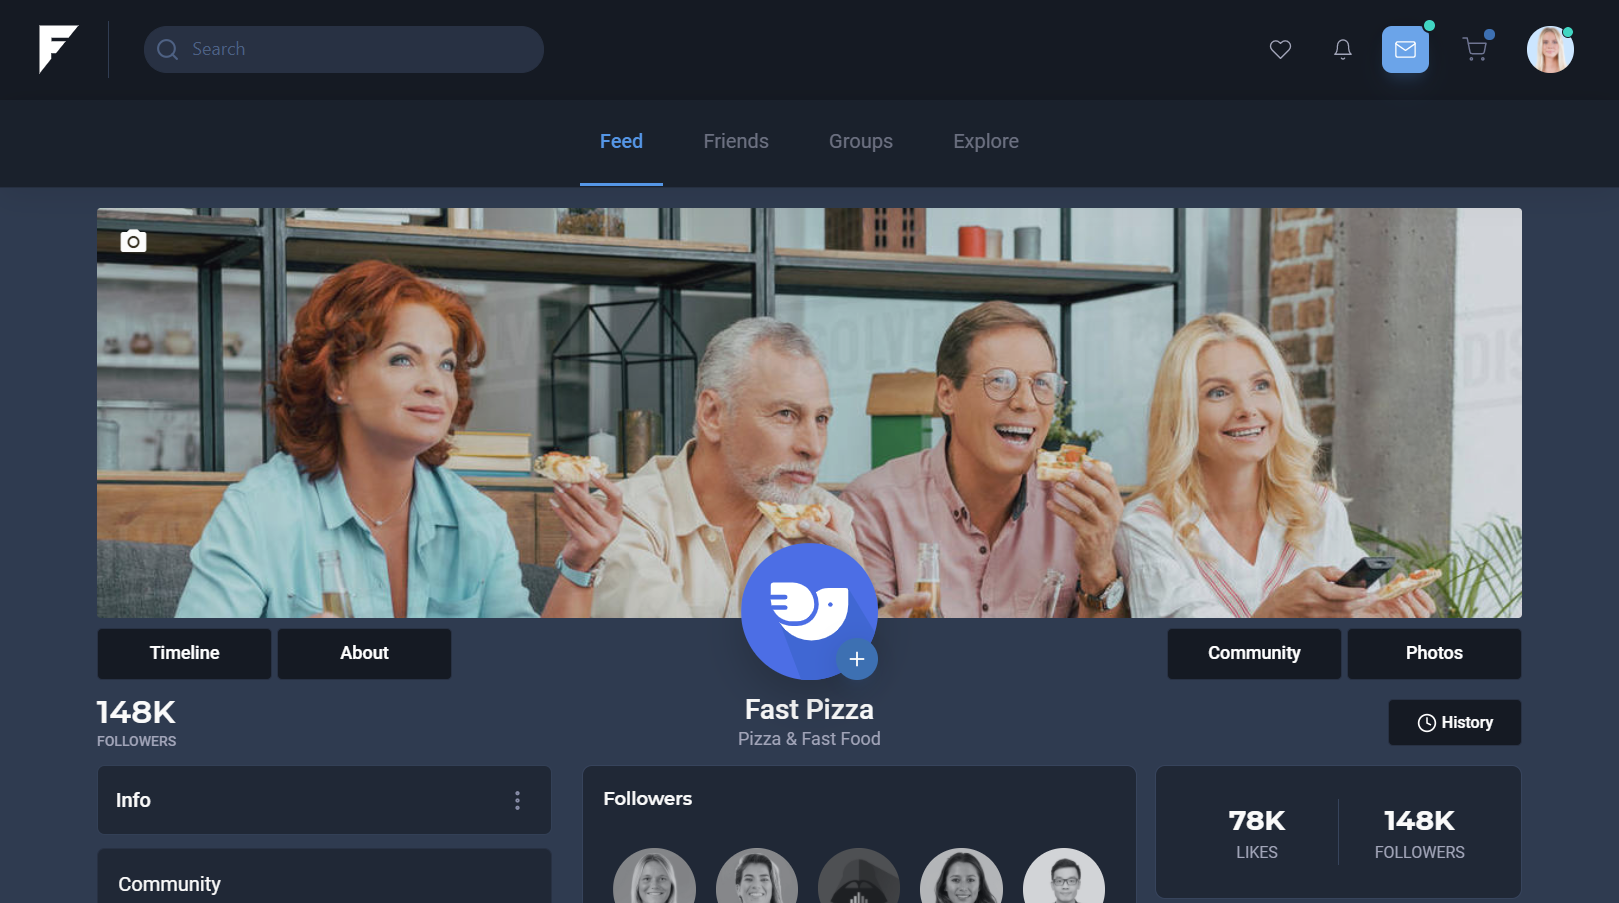 Search
Feed
Friends
Groups
Explore
Timeline
About
Community
Photos
148K
FOLLOWERS
Fast Pizza
Pizza & Fast Food
History
Info
Followers
78K
LIKES
148K
FOLLOWERS
Community